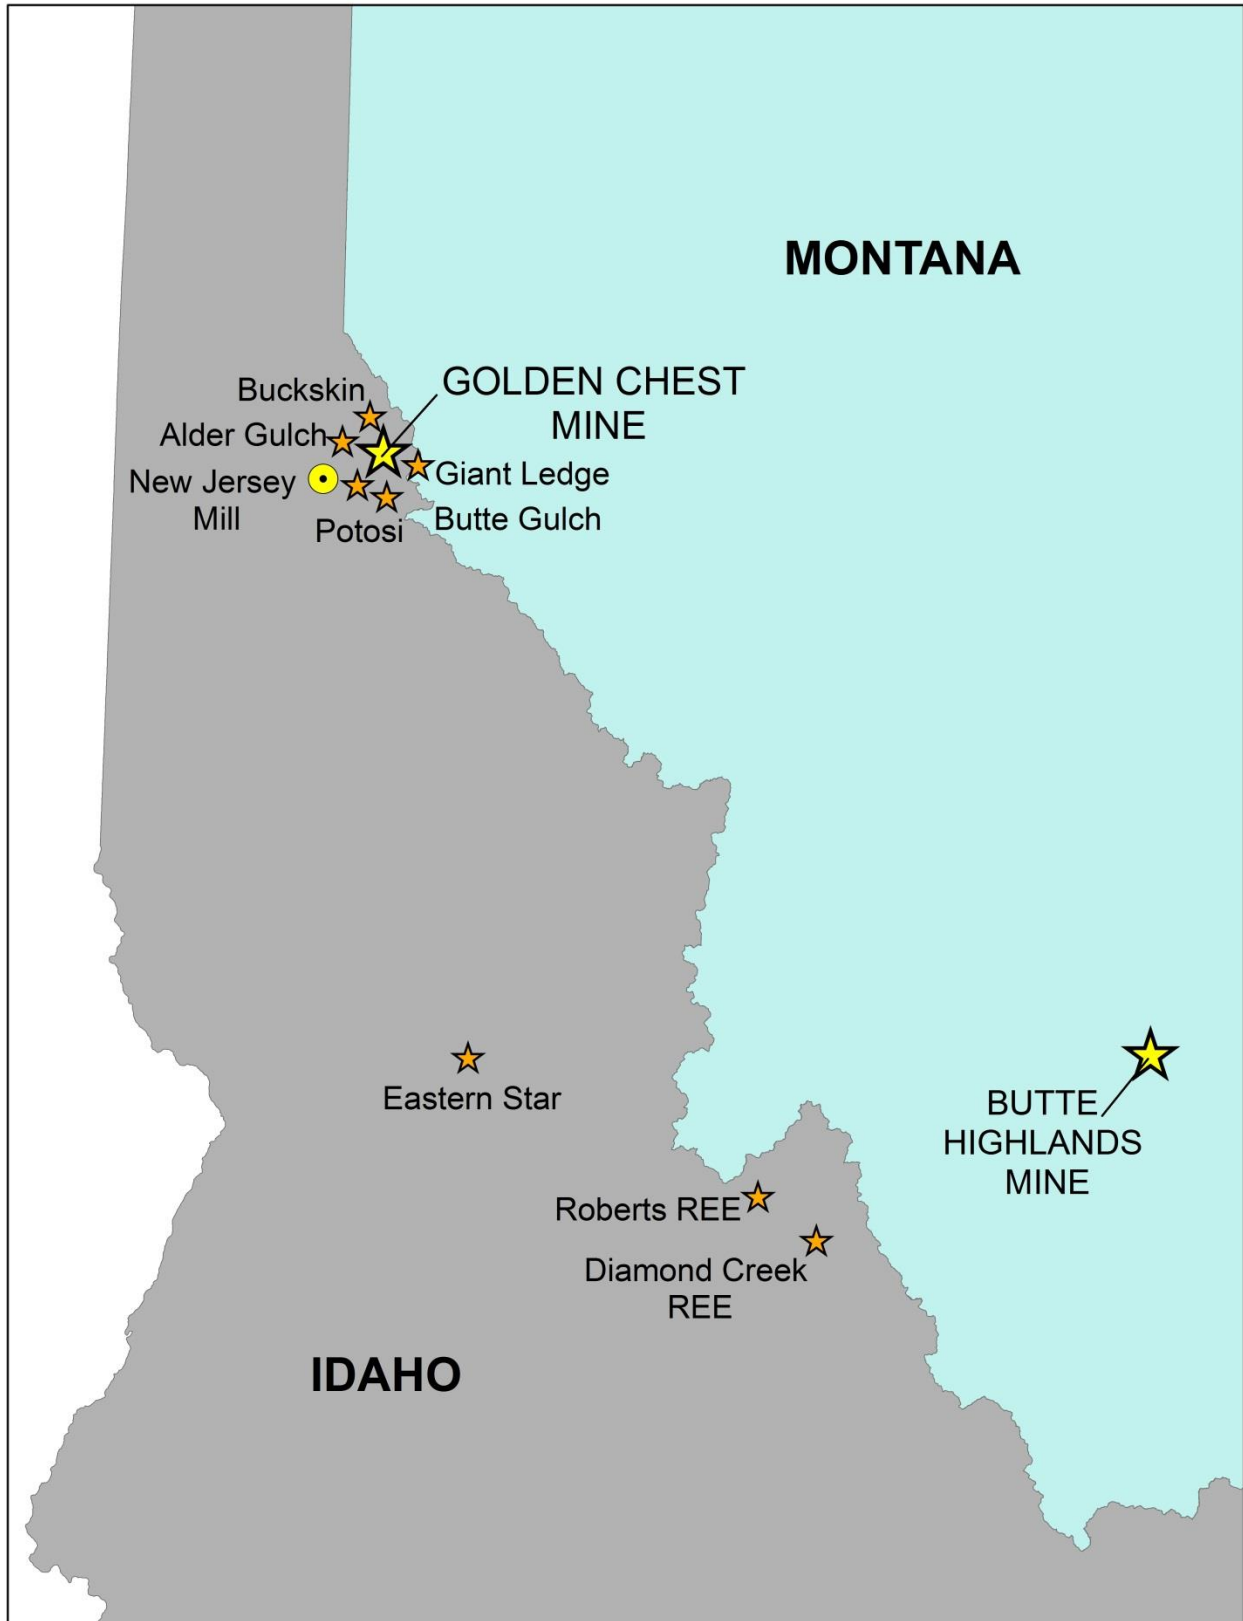 MONTANA
GOLDEN CHEST
MINE
Buckskin
Alder Gulch
New Jersey
Mill
Giant Ledge
Butte Gulch
Potosi
Eastern Star
BUTTE
HIGHLANDS
MINE
Roberts REE
Diamond Creek
REE
IDAHO